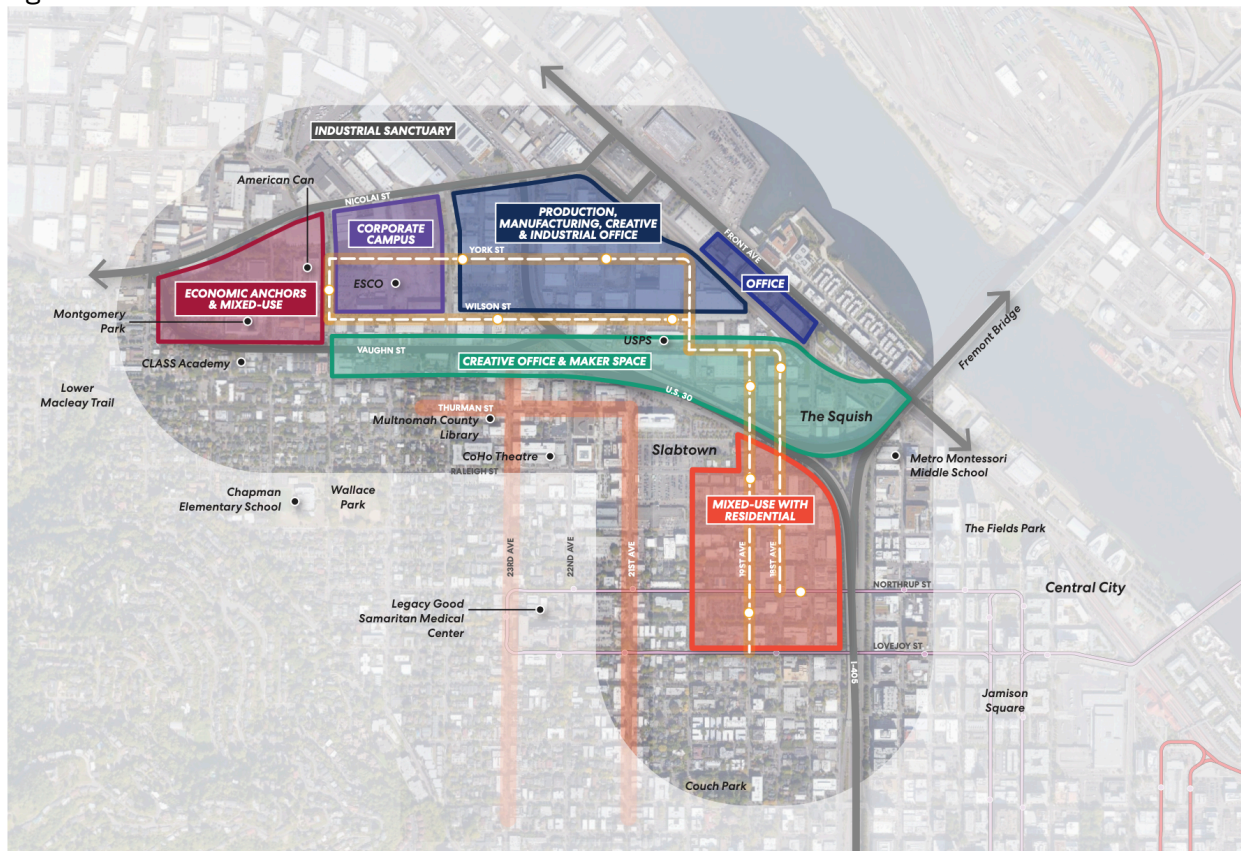 INDUSTRIAL SANCTUARY
American Can
NICOLAI ST
CORPORATE
CAMPUS
PRODUCTION,
MANUFACTURING, CREATIVE
& INDUSTRIAL OFFICE
YORK ST
FRONT AVE
OFFICE
ESCO
ECONOMIC ANCHORS
& MIXED-USE
WILSON ST
Montgomery
Park
Fremont Bridge
USPS
VAUGHN ST
CREATIVE OFFICE & MAKER SPACE
CLASS Academy
Lower
Macleay Trail
U.S. 30
THURMAN ST
The Squish
Multnomah County
Library
Slabtown
CoHo Theatre
RALEIGH ST
Metro Montessori
Middle School
Chapman
Elementary School
Wallace
Park
MIXED-USE WITH
RESIDENTIAL
The Fields Park
23RD AVE
22ND AVE
21ST AVE
19ST AVE
18ST AVE
NORTHRUP ST
Central City
Legacy Good
Samaritan Medical
Center
LOVEJOY ST
I-405
Jamison
Square
Couch Park